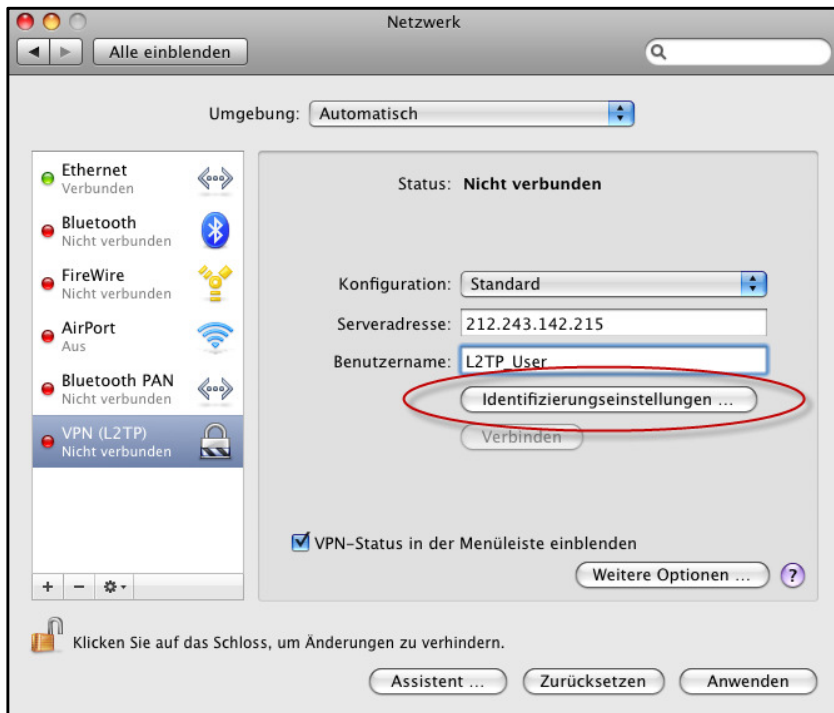 Netzwerk
Alle einblenden
Umgebung: Automatisch
Ethernet
Verbunden
Bluetooth
Nicht verbunden
FireWire
Nicht verbunden
AirPort
Aus
Bluetooth PAN
Nicht verbunden
VPN (L2TP)
Nicht verbunden
Status: Nicht verbunden
Konfiguration: Standard
Serveradresse: 212.243.142.215
Benutzername: L2TP_User
Identifizierungseinstellungen ...
Verbinden
VPN-Status in der Menüleiste einblenden
Weitere Optionen ... ?
Klicken Sie auf das Schloss, um Änderungen zu verhindern.
Assistent ... Zurücksetzen Anwenden